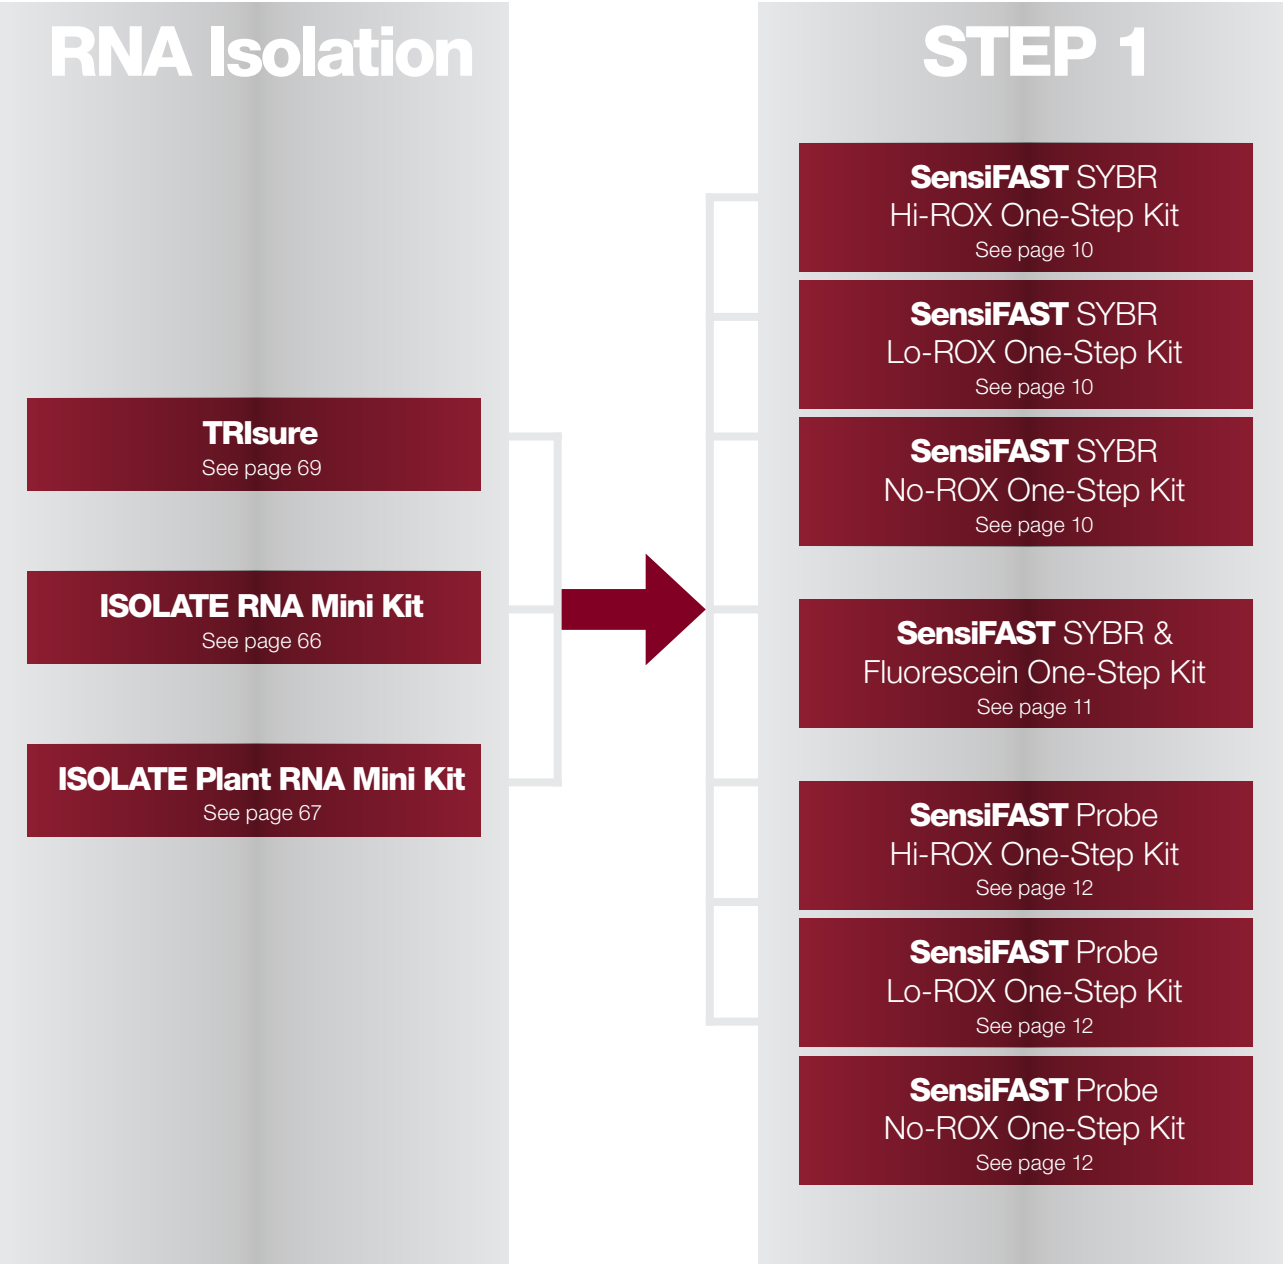 RNA Isolation
TRIsure
See page 69
ISOLATE RNA Mini Kit
See page 66
ISOLATE Plant RNA Mini Kit
See page 67
STEP 1
SensiFAST SYBR
Hi-ROX One-Step Kit
See page 10
SensiFAST SYBR
Lo-ROX One-Step Kit
See page 10
SensiFAST SYBR
No-ROX One-Step Kit
See page 10
SensiFAST SYBR &
Fluorescein One-Step Kit
See page 11
SensiFAST Probe
Hi-ROX One-Step Kit
See page 12
SensiFAST Probe
Lo-ROX One-Step Kit
See page 12
SensiFAST Probe
No-ROX One-Step Kit
See page 12